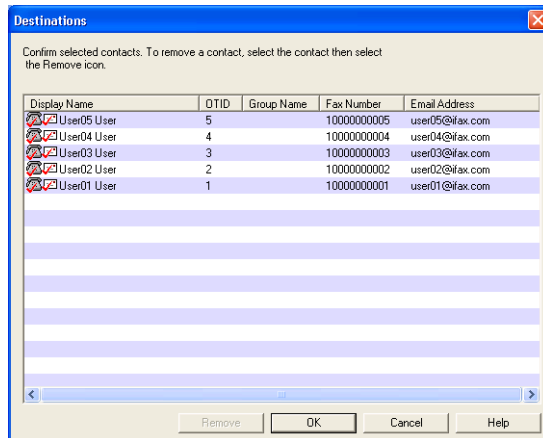 Destinations
Confirm selected contacts. To remove a contact, select the contact then select
the Remove icon.
Display Name OTID Group Name Fax Number Email Address
User05 User 5 10000000005 user05@ifax.com
User04 User 4 10000000004 user04@ifax.com
User03 User 3 10000000003 user03@ifax.com
User02 User 2 10000000002 user02@ifax.com
User01 User 1 10000000001 user01@ifax.com
Remove OK Cancel Help